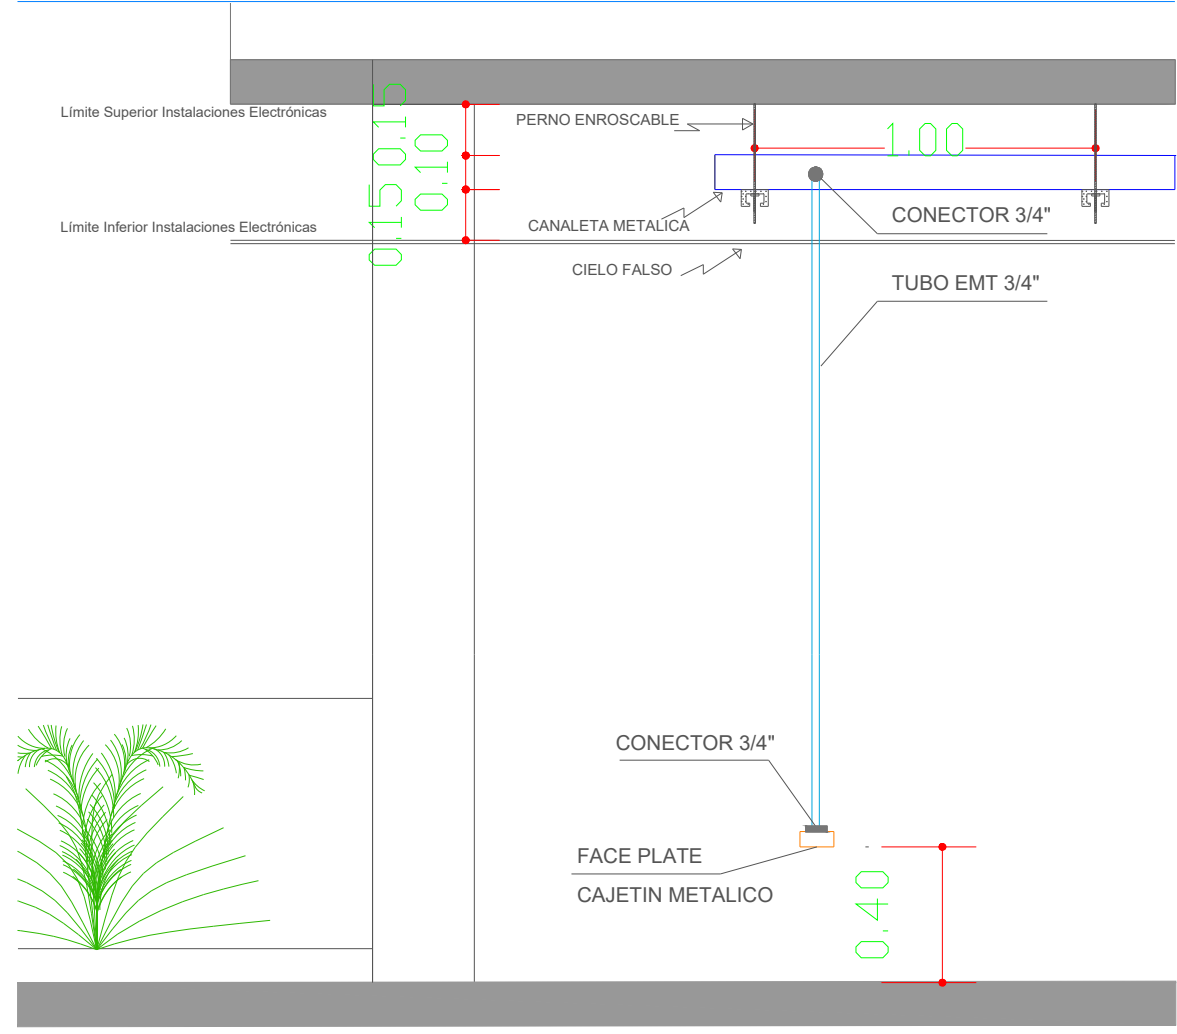 Límite Superior Instalaciones Electrónicas
0.15
0.10
0.15
PERNO ENROSCABLE
1.00
CANALETA METALICA
CONECTOR 3/4"
Límite Inferior Instalaciones Electrónicas
CIELO FALSO
TUBO EMT 3/4"
CONECTOR 3/4"
FACE PLATE
CAJETIN METALICO
0.40